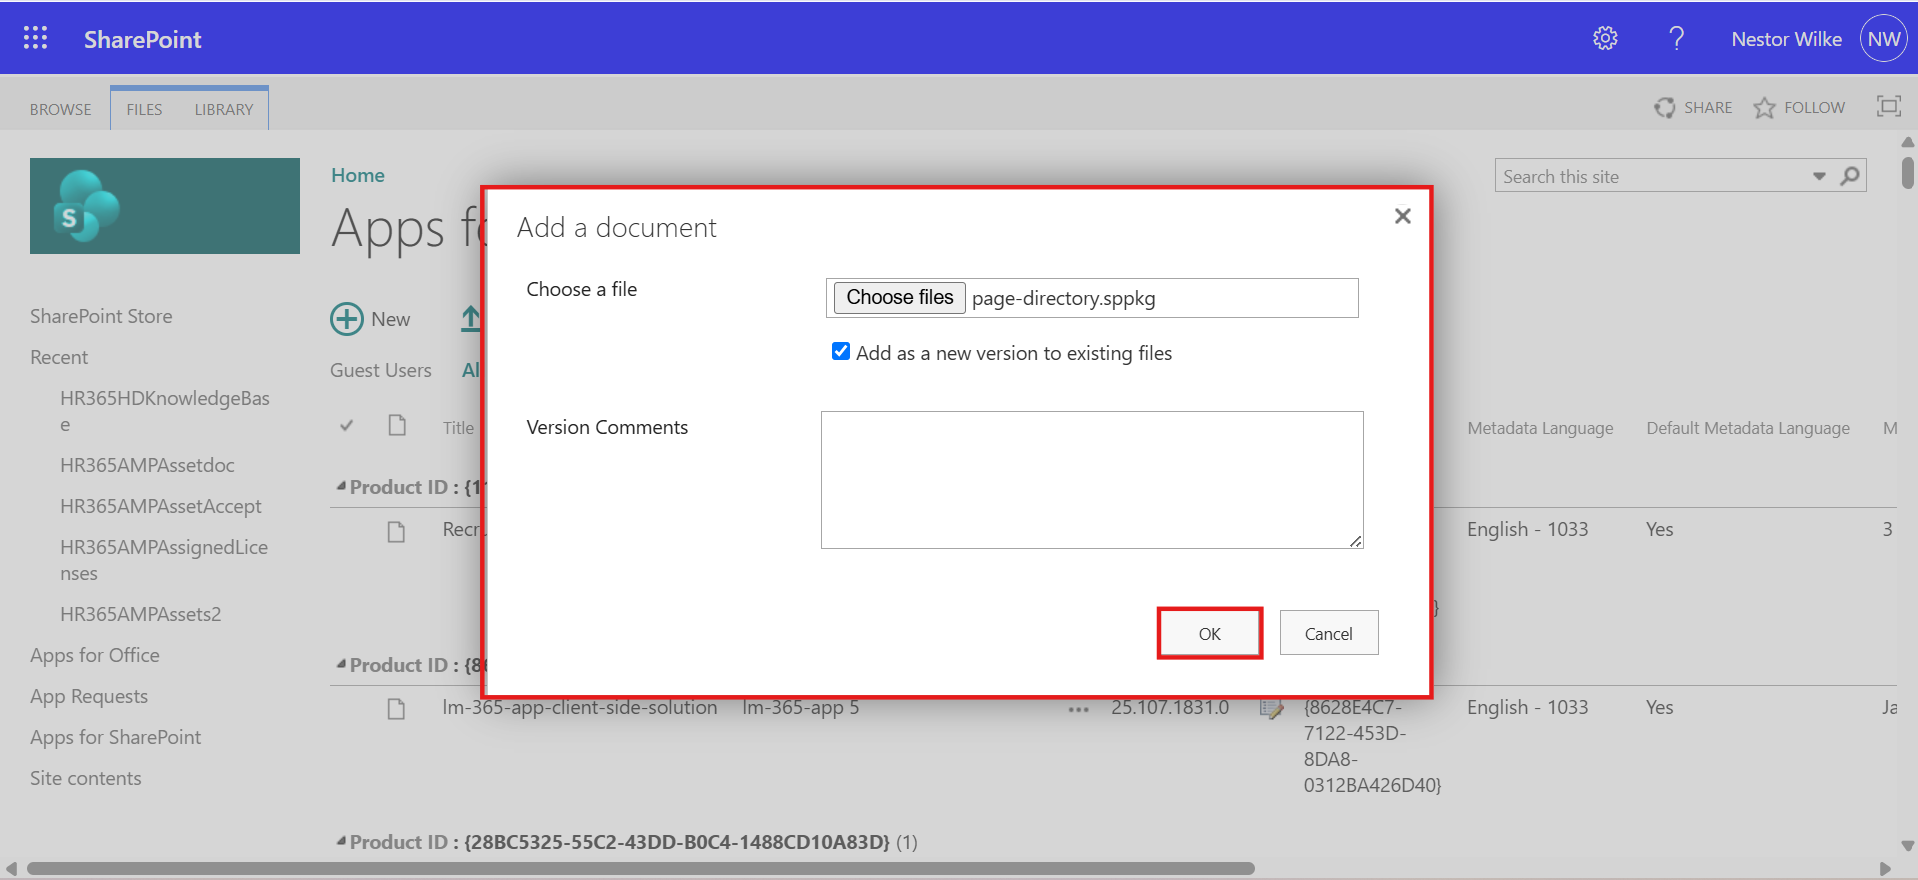 SharePoint
Nestor Wilke
NW
BROWSE
FILES
LIBRARY
SHARE
FOLLOW
S
Home
Search this site
Apps
Add a document
Choose a file
Choose files page-directory.sppkg
Add as a new version to existing files
Version Comments
OK
Cancel
SharePoint Store
Recent
HR365HDKnowledgeBas
e
HR365AMPAssetdoc
HR365AMPAssetAccept
HR365AMPAssignedLice
nses
HR365AMPAssets2
Apps for Office
App Requests
Apps for SharePoint
Site contents
New
Guest Users
Title
Metadata Language
Default Metadata Language
M
Product ID : {1
Recr
English - 1033
Yes
3
}
Product ID : {8
lm-365-app-client-side-solution
lm-365-app 5
25.107.1831.0
{8628E4C7-
7122-453D-
8DA8-
0312BA426D40}
English - 1033
Yes
Ja
Product ID : {28BC5325-55C2-43DD-B0C4-1488CD10A83D} (1)